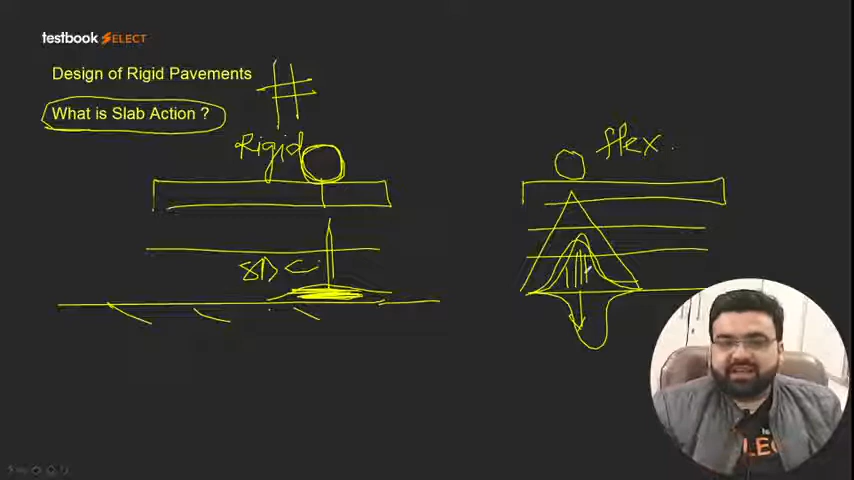 testbook SELECT
Design of Rigid Pavements
What is Slab Action ?
Rigid
flex.